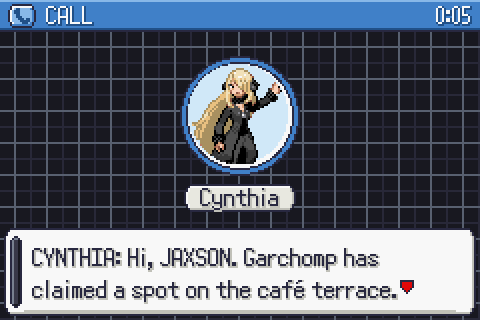 CALL
0:05
Cynthia
CYNTHIA: Hi, JAXSON. Garchomp has
claimed a spot on the café terrace.